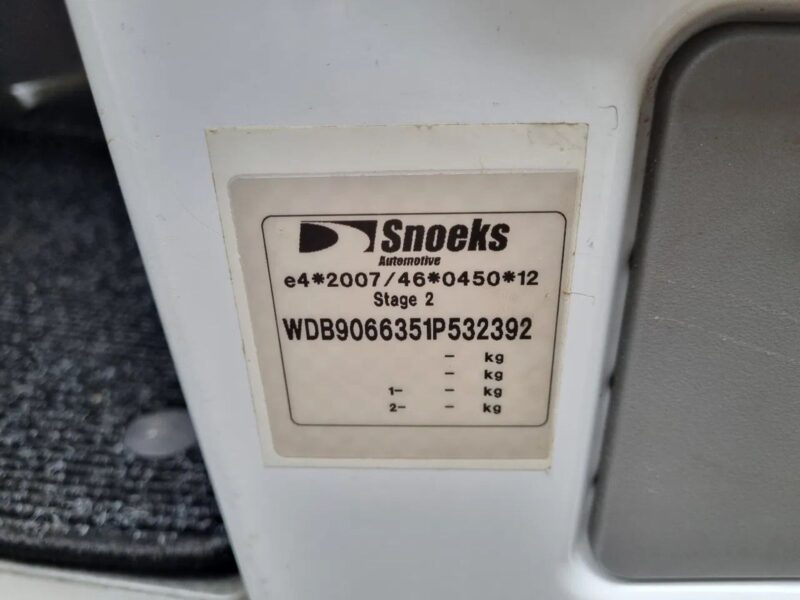 Snoeks
Automotive
e4*2007/46*0450*12
Stage 2
WDB9066351P532392
- kg
- kg
1- - kg
2- - kg